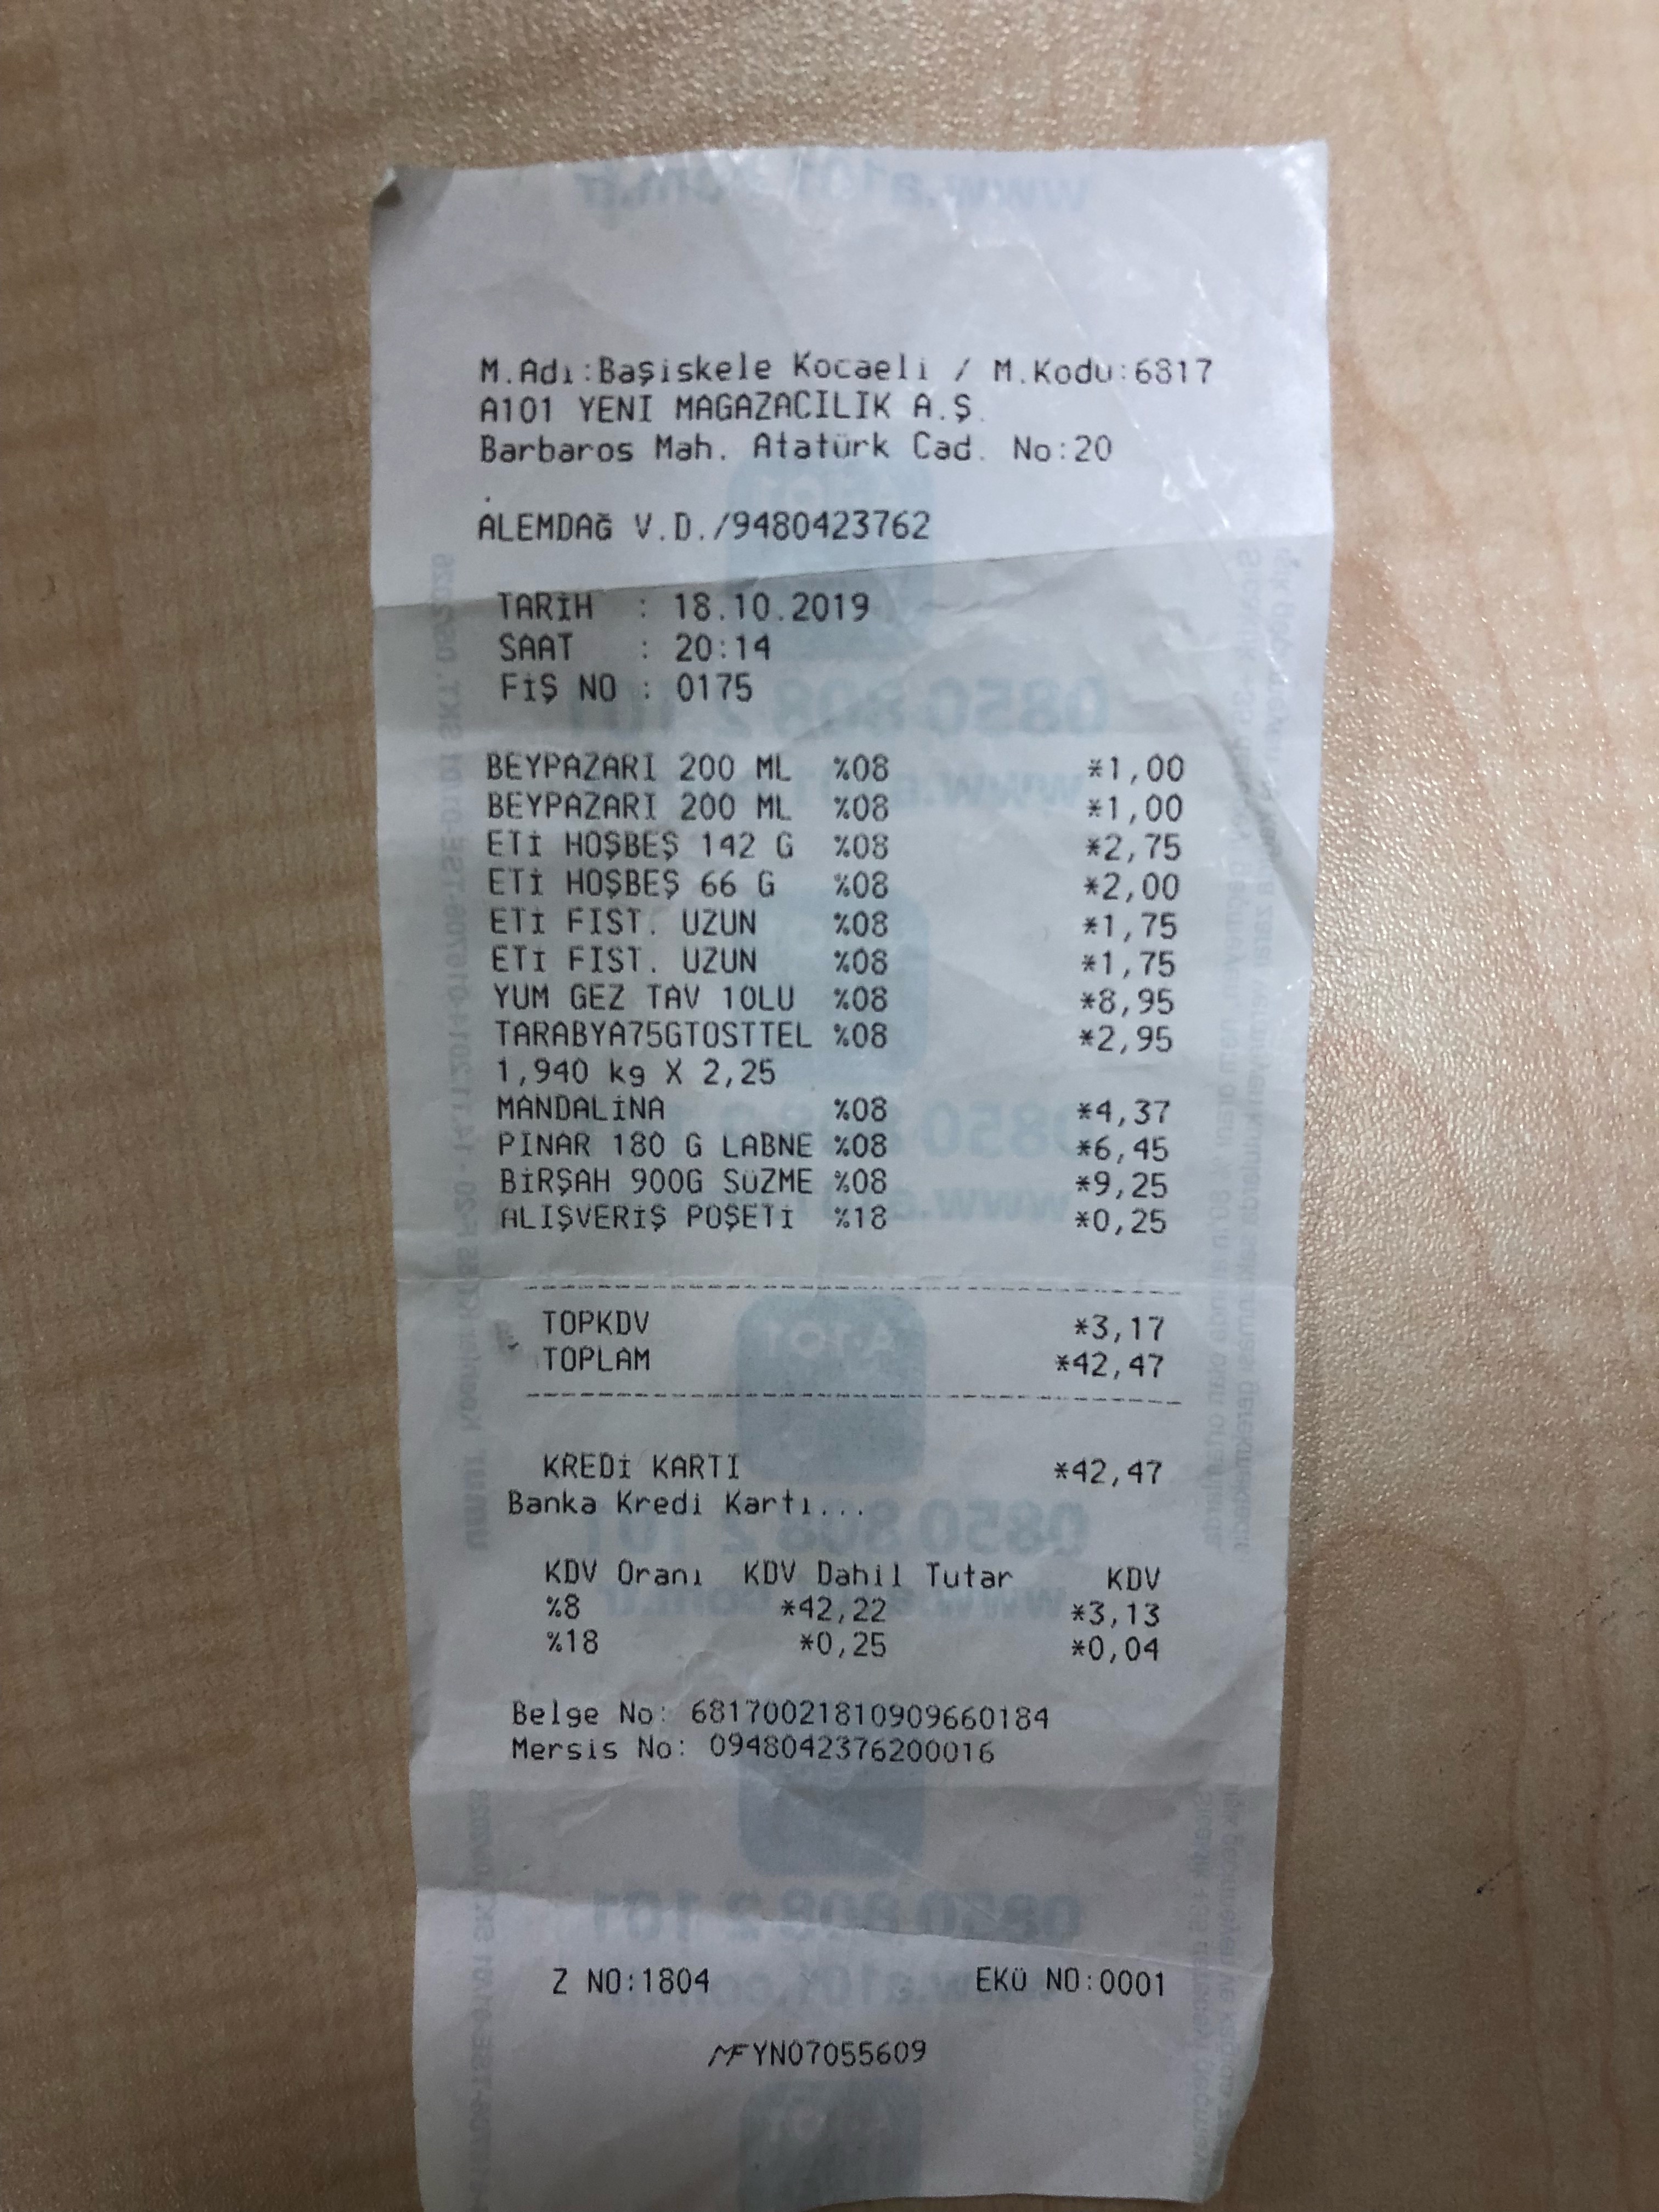 M.Adı:Başiskele Kocaeli / M.Kodu:6817
A101 YENI MAGAZACILIK A.Ş.
Barbaros Mah. Atatürk Cad. No:20
.
ALEMDAĞ V.D./9480423762
TARİH : 18.10.2019
SAAT : 20:14
FİŞ NO : 0175
BEYPAZARI 200 ML %08 *1,00
BEYPAZARI 200 ML %08 *1,00
ETİ HOŞBEŞ 142 G %08 *2,75
ETİ HOŞBEŞ 66 G %08 *2,00
ETİ FIST. UZUN %08 *1,75
ETİ FIST. UZUN %08 *1,75
YUM GEZ TAV 10LU %08 *8,95
TARABYA75GTOSTTEL %08 *2,95
1,940 kg X 2,25
MANDALİNA %08 *4,37
PINAR 180 G LABNE %08 *6,45
BİRŞAH 900G SÜZME %08 *9,25
ALIŞVERİŞ POŞETİ %18 *0,25
TOPKDV *3,17
TOPLAM *42,47
KREDİ KARTI *42,47
Banka Kredi Kartı...
KDV Oranı KDV Dahil Tutar KDV
%8 *42,22 *3,13
%18 *0,25 *0,04
Belge No: 68170021810909660184
Mersis No: 0948042376200016
Z NO:1804 EKÜ NO:0001
MF YN07055609